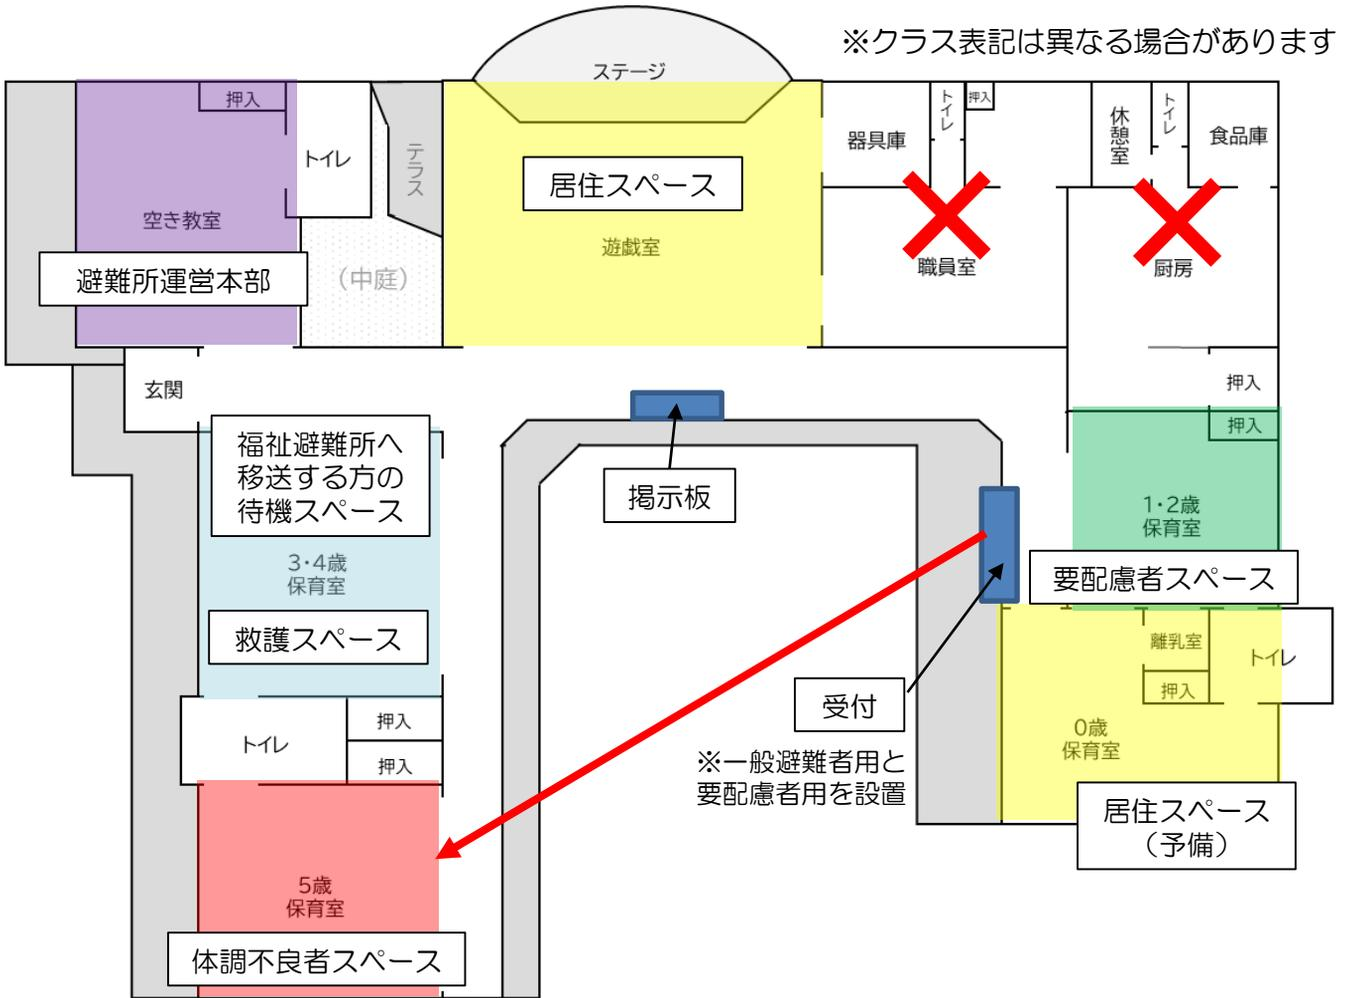 ※クラス表記は異なる場合があります
ステージ
押入
トイレ
テラス
居住スペース
遊戯室
器具庫
トイレ
押入
休憩室
トイレ
食品庫
空き教室
避難所運営本部
（中庭）
職員室
厨房
玄関
押入
押入
福祉避難所へ
移送する方の
待機スペース
掲示板
1・2歳
保育室
要配慮者スペース
3・4歳
保育室
救護スペース
離乳室
トイレ
押入
受付
※一般避難者用と
要配慮者用を設置
0歳
保育室
居住スペース
（予備）
トイレ
押入
押入
5歳
保育室
体調不良者スペース